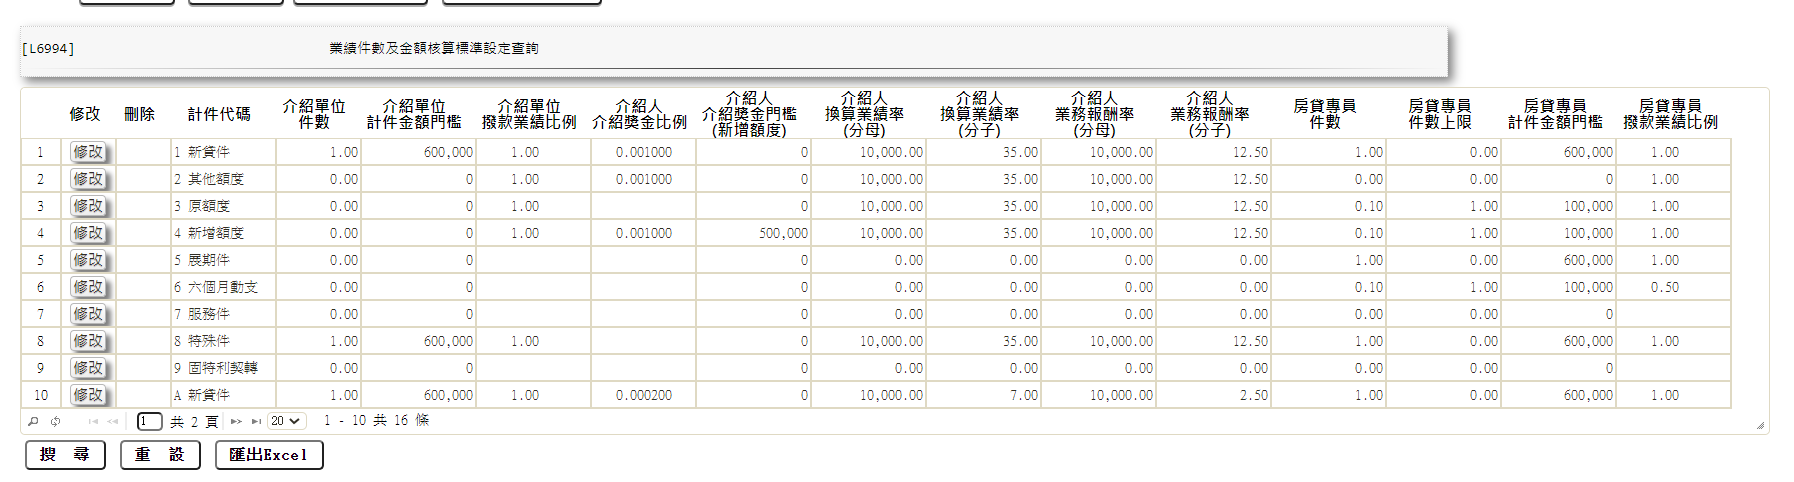 [L6994] 業績件數及金額核算標準設定查詢
修改 刪除 計件代碼 介紹單位件數 介紹單位計件金額門檻 介紹單位撥款業績比例 介紹人介紹獎金比例 介紹人介紹獎金門檻(新增額度) 介紹人換算業績率(分母) 介紹人換算業績率(分子) 介紹人業務報酬率(分母) 介紹人業務報酬率(分子) 房貸專員件數 房貸專員件數上限 房貸專員計件金額門檻 房貸專員撥款業績比例
1 修改 1 新貸件 1.00 600,000 1.00 0.001000 0 10,000.00 35.00 10,000.00 12.50 1.00 0.00 600,000 1.00
2 修改 2 其他額度 0.00 0 1.00 0.001000 0 10,000.00 35.00 10,000.00 12.50 0.00 0.00 0 1.00
3 修改 3 原額度 0.00 0 1.00 0 10,000.00 35.00 10,000.00 12.50 0.10 1.00 100,000 1.00
4 修改 4 新增額度 0.00 0 1.00 0.001000 500,000 10,000.00 35.00 10,000.00 12.50 0.10 1.00 100,000 1.00
5 修改 5 展期件 0.00 0 0 0.00 0.00 0.00 0.00 1.00 0.00 600,000 1.00
6 修改 6 六個月動支 0.00 0 0 0.00 0.00 0.00 0.00 0.10 1.00 100,000 0.50
7 修改 7 服務件 0.00 0 0 0.00 0.00 0.00 0.00 0.00 0.00 0
8 修改 8 特殊件 1.00 600,000 1.00 0 10,000.00 35.00 10,000.00 12.50 1.00 0.00 600,000 1.00
9 修改 9 固特利契轉 0.00 0 0 0.00 0.00 0.00 0.00 0.00 0.00 0
10 修改 A 新貸件 1.00 600,000 1.00 0.000200 0 10,000.00 7.00 10,000.00 2.50 1.00 0.00 600,000 1.00
1 共 2 頁 20 1 - 10 共 16 條
搜 尋 重 設 匯出Excel